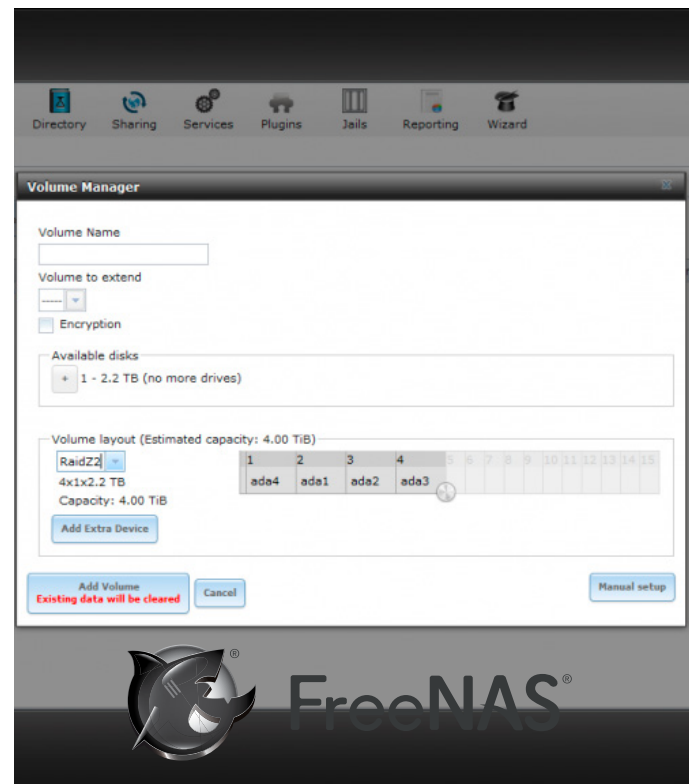 Directory Sharing Services Plugins Jails Reporting Wizard
Volume Manager
Volume Name
Volume to extend
-----
Encryption
Available disks
+ 1 - 2.2 TB (no more drives)
Volume layout (Estimated capacity: 4.00 TiB)
RaidZ2 1 2 3 4 5 6 7 8 9 10 11 12 13 14 15
4x1x2.2 TB ada4 ada1 ada2 ada3
Capacity: 4.00 TiB
Add Extra Device
Add Volume
Existing data will be cleared
Cancel
Manual setup
FreeNAS®
®